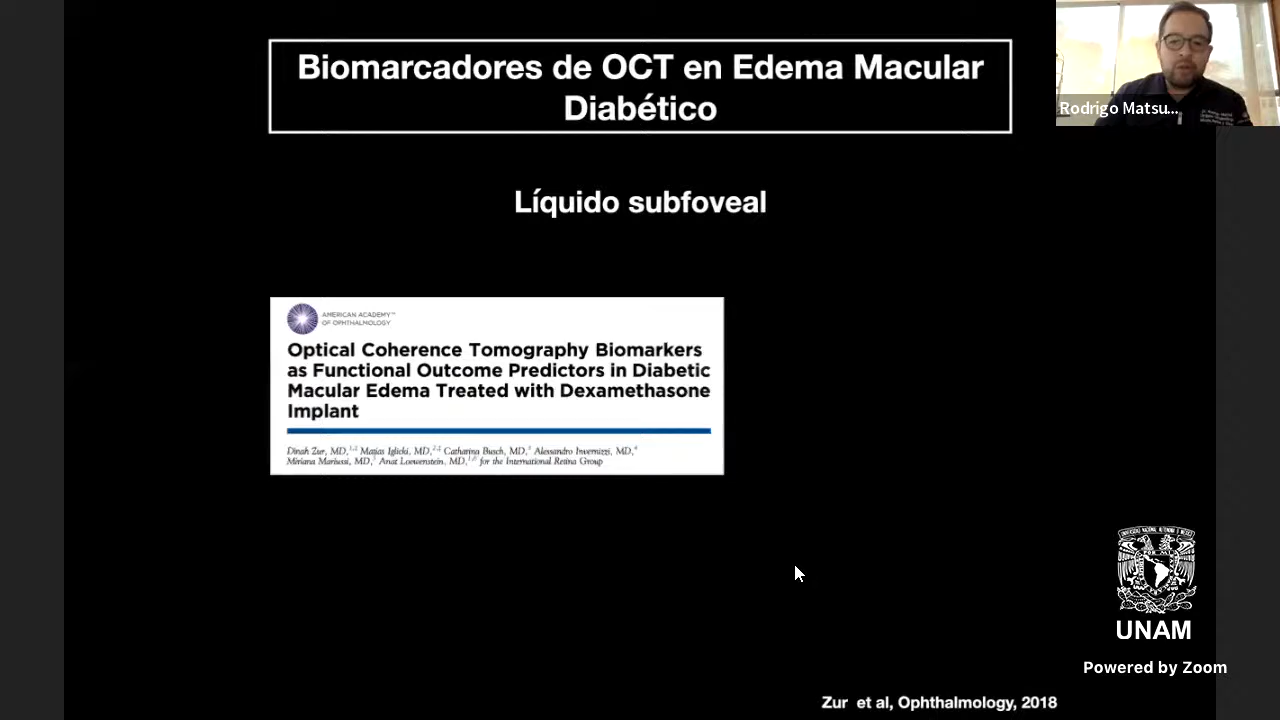 Biomarcadores de OCT en Edema Macular
Diabético
Rodrigo Matsu...
Líquido subfoveal
AMERICAN ACADEMY™
OF OPHTHALMOLOGY
Optical Coherence Tomography Biomarkers
as Functional Outcome Predictors in Diabetic
Macular Edema Treated with Dexamethasone
Implant
Dinah Zur, MD, Matias Iglicki, MD, Catharina Busch, MD, Alessandro Invernizzi, MD,
Miriana Mariussi, MD, Anat Loewenstein, MD, for the International Retina Group
UNAM
Powered by Zoom
Zur et al, Ophthalmology, 2018